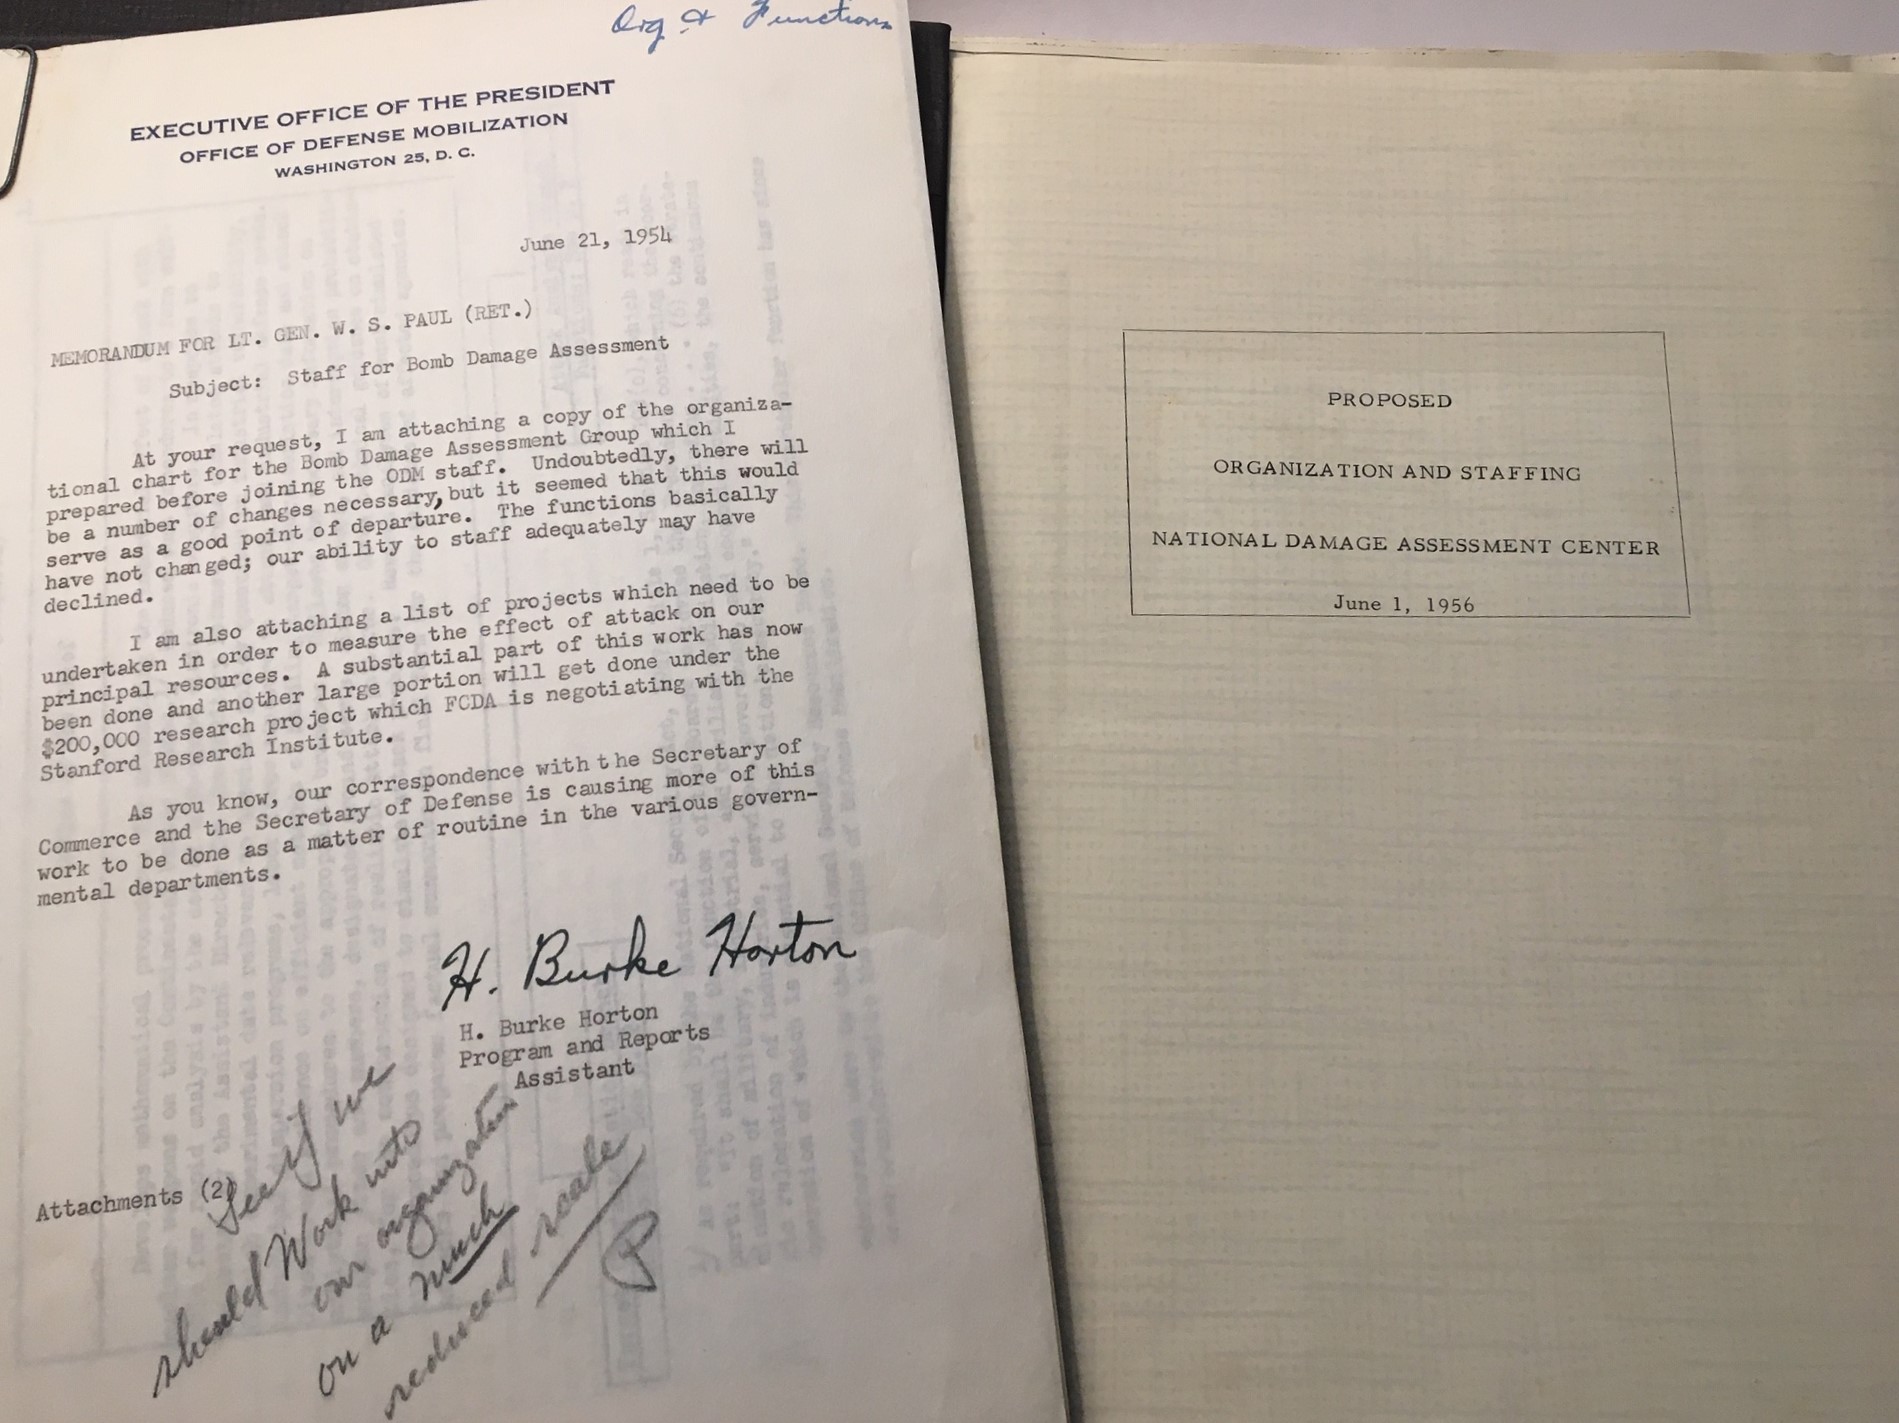 Org & Functions
EXECUTIVE OFFICE OF THE PRESIDENT
OFFICE OF DEFENSE MOBILIZATION
WASHINGTON 25, D. C.
June 21, 1954
MEMORANDUM FOR LT. GEN. W. S. PAUL (RET.)
Subject: Staff for Bomb Damage Assessment
At your request, I am attaching a copy of the organiza-
tional chart for the Bomb Damage Assessment Group which I
prepared before joining the ODM staff. Undoubtedly, there will
be a number of changes necessary, but it seemed that this would
serve as a good point of departure. The functions basically
have not changed; our ability to staff adequately may have
declined.
I am also attaching a list of projects which need to be
undertaken in order to measure the effect of attack on our
principal resources. A substantial part of this work has now
been done and another large portion will get done under the
$200,000 research project which FCDA is negotiating with the
Stanford Research Institute.
As you know, our correspondence with the Secretary of
Commerce and the Secretary of Defense is causing more of this
work to be done as a matter of routine in the various govern-
mental departments.
H. Burke Horton
H. Burke Horton
Program and Reports
Assistant
Attachments (2)
See if we
should Work into
our organization
on a much
reduced scale
P
PROPOSED
ORGANIZATION AND STAFFING
NATIONAL DAMAGE ASSESSMENT CENTER
June 1, 1956